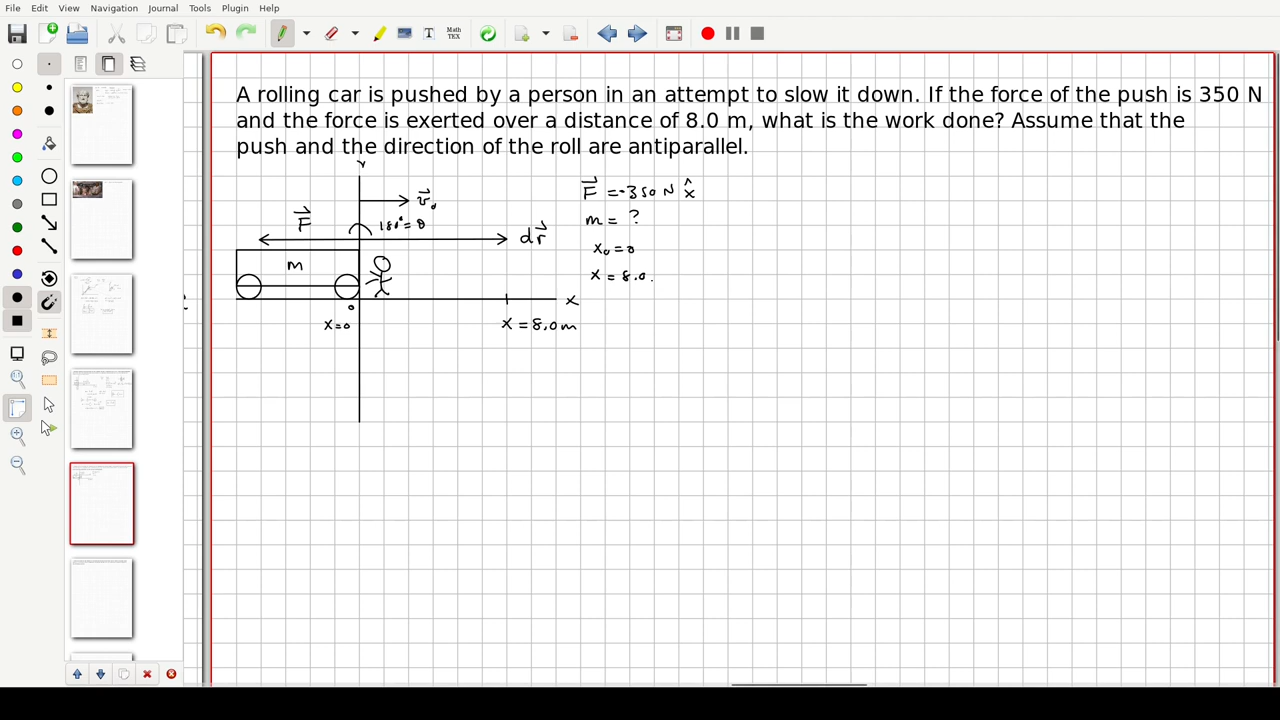 File Edit View Navigation Journal Tools Plugin Help
T Math TEX
A rolling car is pushed by a person in an attempt to slow it down. If the force of the push is 350 N
and the force is exerted over a distance of 8.0 m, what is the work done? Assume that the
push and the direction of the roll are antiparallel.
y
v₀
F
180° = θ
dr
m
x
0
x=0
x = 8.0 m
F = -350 N x̂
m = ?
x₀ = 0
x = 8.0